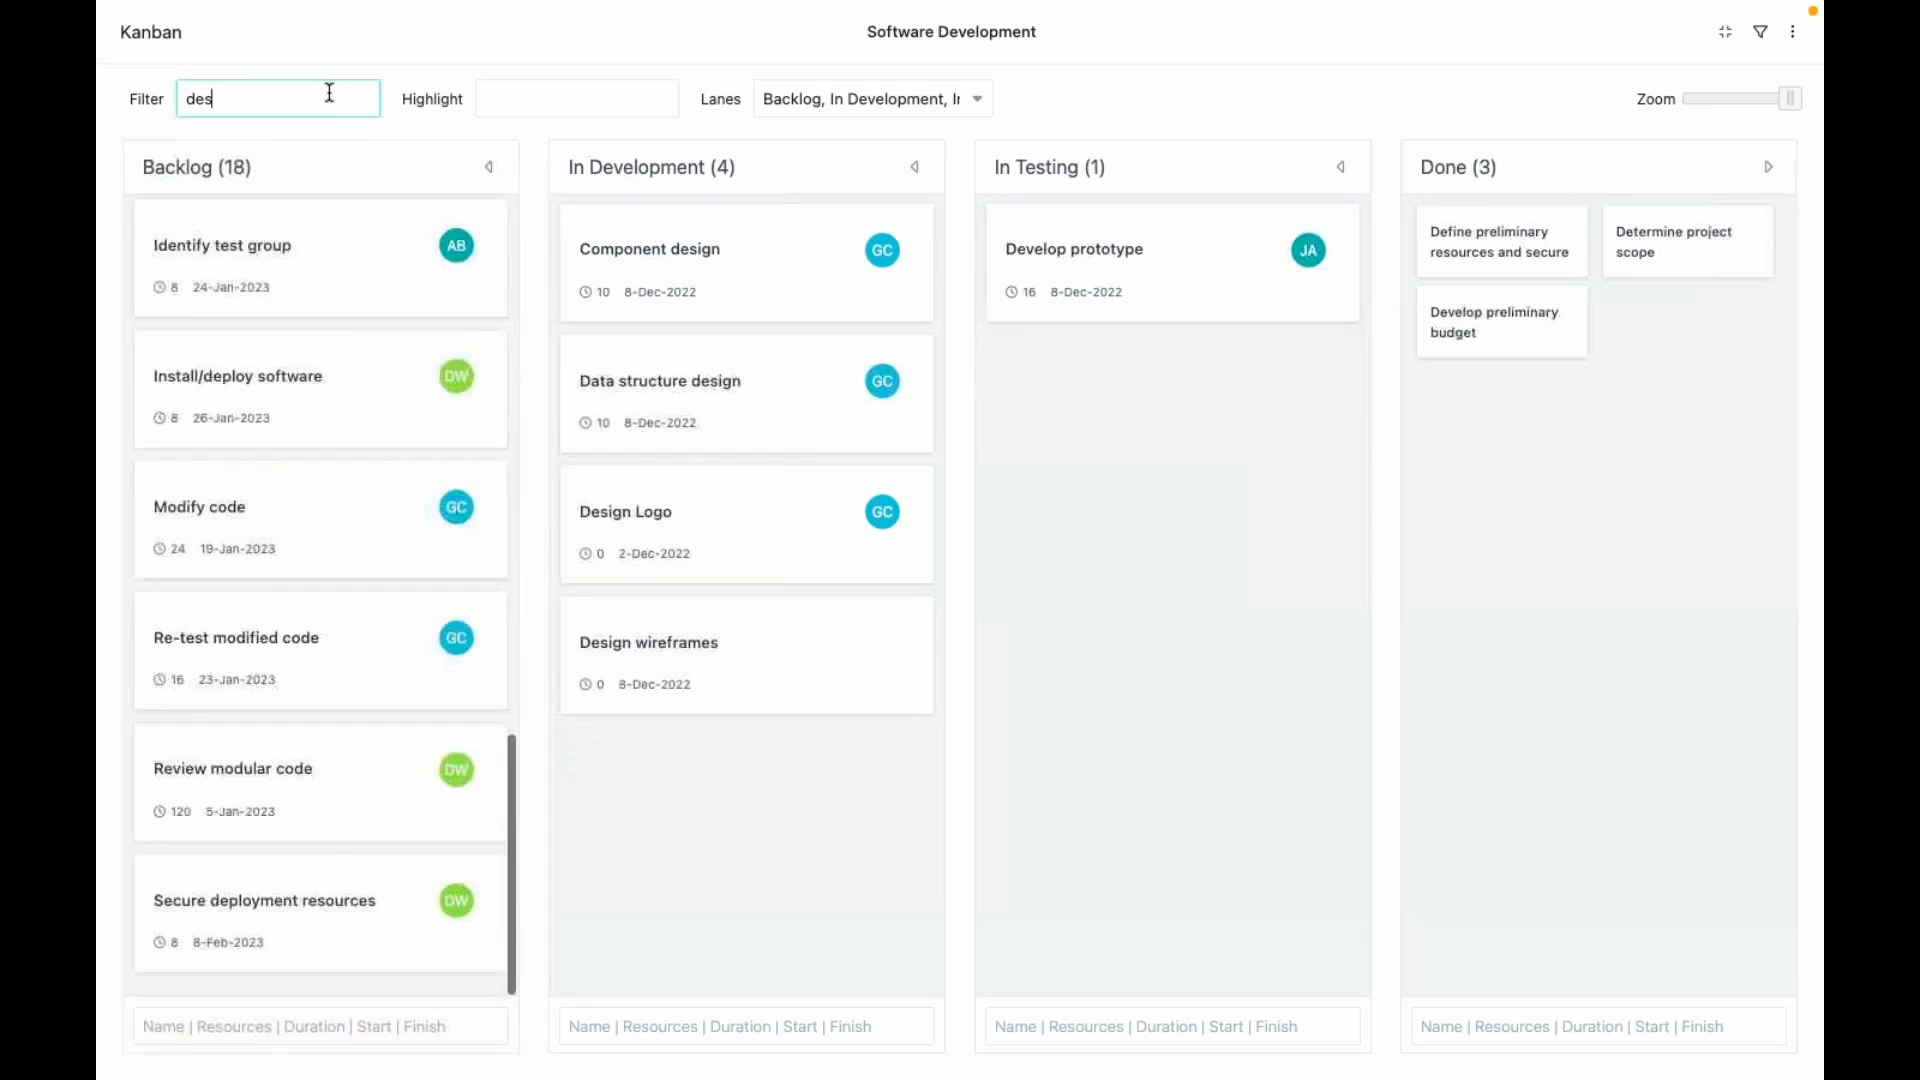 Kanban
Software Development
Filter
des
Highlight
Lanes
Backlog, In Development, Ir
Zoom
Backlog (18)
Identify test group
AB
8 24-Jan-2023
Install/deploy software
DW
8 26-Jan-2023
Modify code
GC
24 19-Jan-2023
Re-test modified code
GC
16 23-Jan-2023
Review modular code
DW
120 5-Jan-2023
Secure deployment resources
DW
8 8-Feb-2023
Name | Resources | Duration | Start | Finish
In Development (4)
Component design
GC
10 8-Dec-2022
Data structure design
GC
10 8-Dec-2022
Design Logo
GC
0 2-Dec-2022
Design wireframes
0 8-Dec-2022
Name | Resources | Duration | Start | Finish
In Testing (1)
Develop prototype
JA
16 8-Dec-2022
Name | Resources | Duration | Start | Finish
Done (3)
Define preliminary
resources and secure
Determine project
scope
Develop preliminary
budget
Name | Resources | Duration | Start | Finish